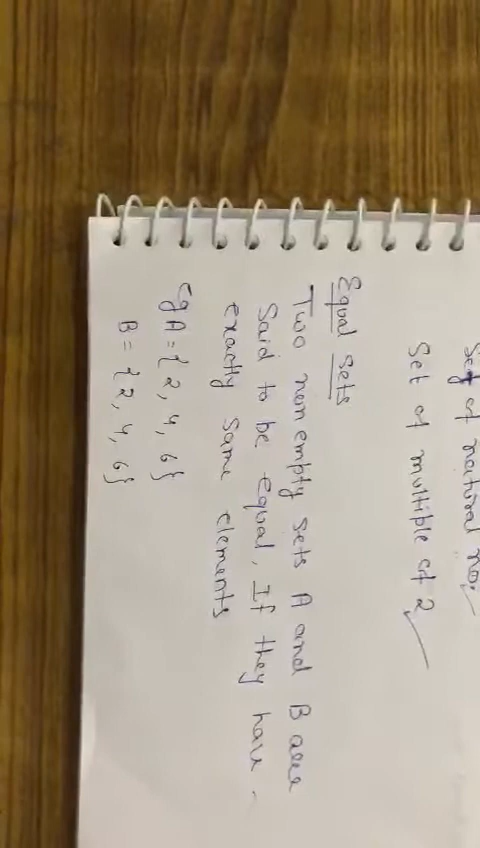 Set of natural no.
Set of multiple of 2
Equal Sets
Two non empty sets A and B are
Said to be equal, If they have
exactly same elements
eg A = {2, 4, 6}
B = {2, 4, 6}